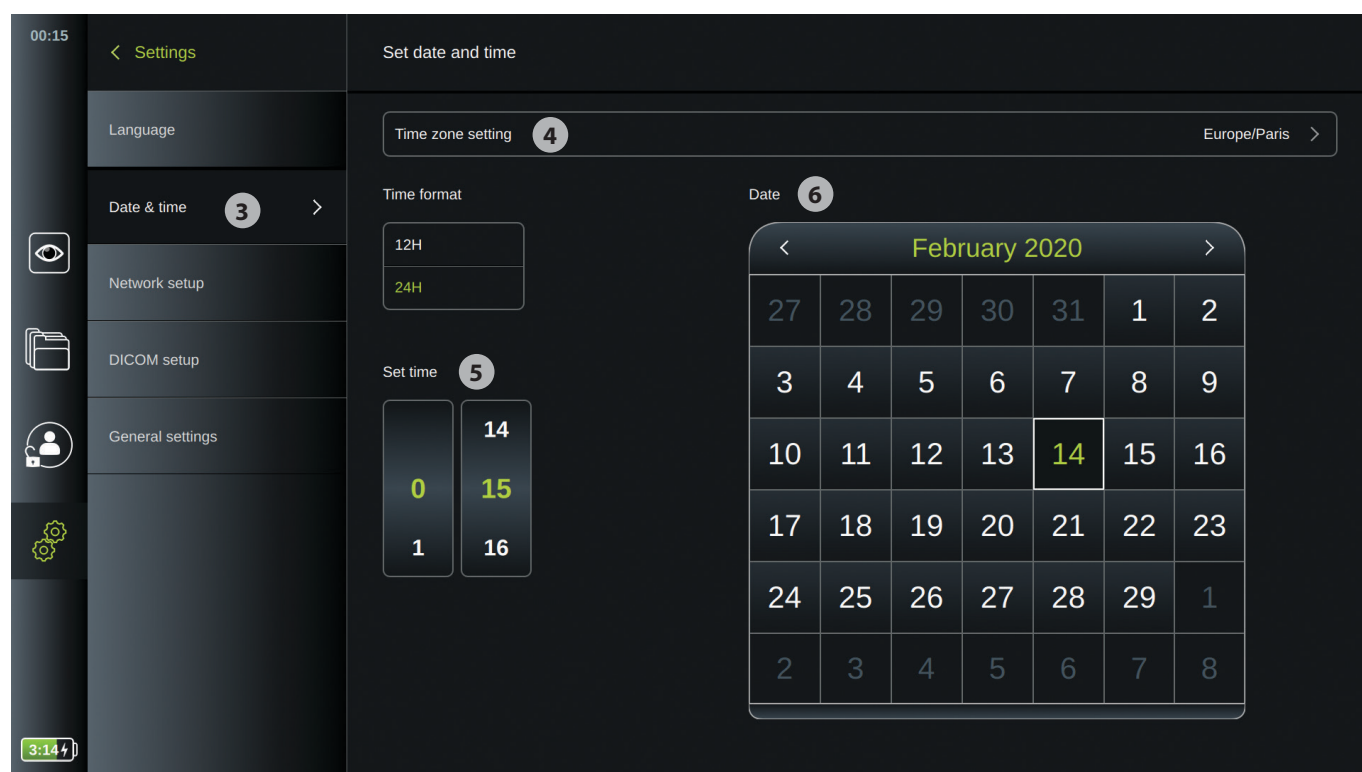 00:15
Settings
Set date and time
Language
Time zone setting 4 Europe/Paris
Date & time 3
Time format
Date 6
12H
24H
February 2020
Network setup
27 28 29 30 31 1 2
DICOM setup
Set time 5
3 4 5 6 7 8 9
General settings
14
0 15
1 16
10 11 12 13 14 15 16
17 18 19 20 21 22 23
24 25 26 27 28 29 1
2 3 4 5 6 7 8
3:14